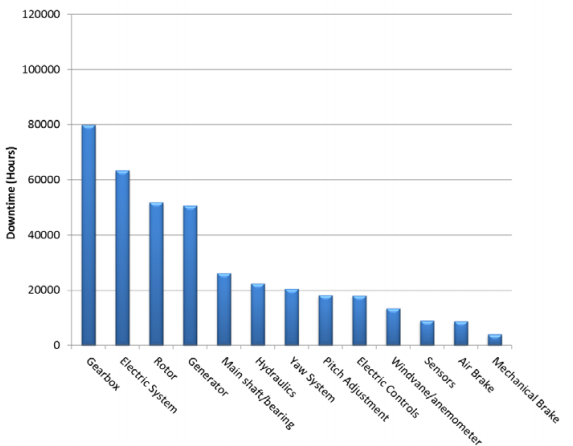 120000
100000
80000
60000
40000
20000
0
Downtime (Hours)
Gearbox
Electric System
Rotor
Generator
Main shaft/bearing
Hydraulics
Yaw System
Pitch Adjustment
Electric Controls
Windvane/anemometer
Sensors
Air Brake
Mechanical Brake